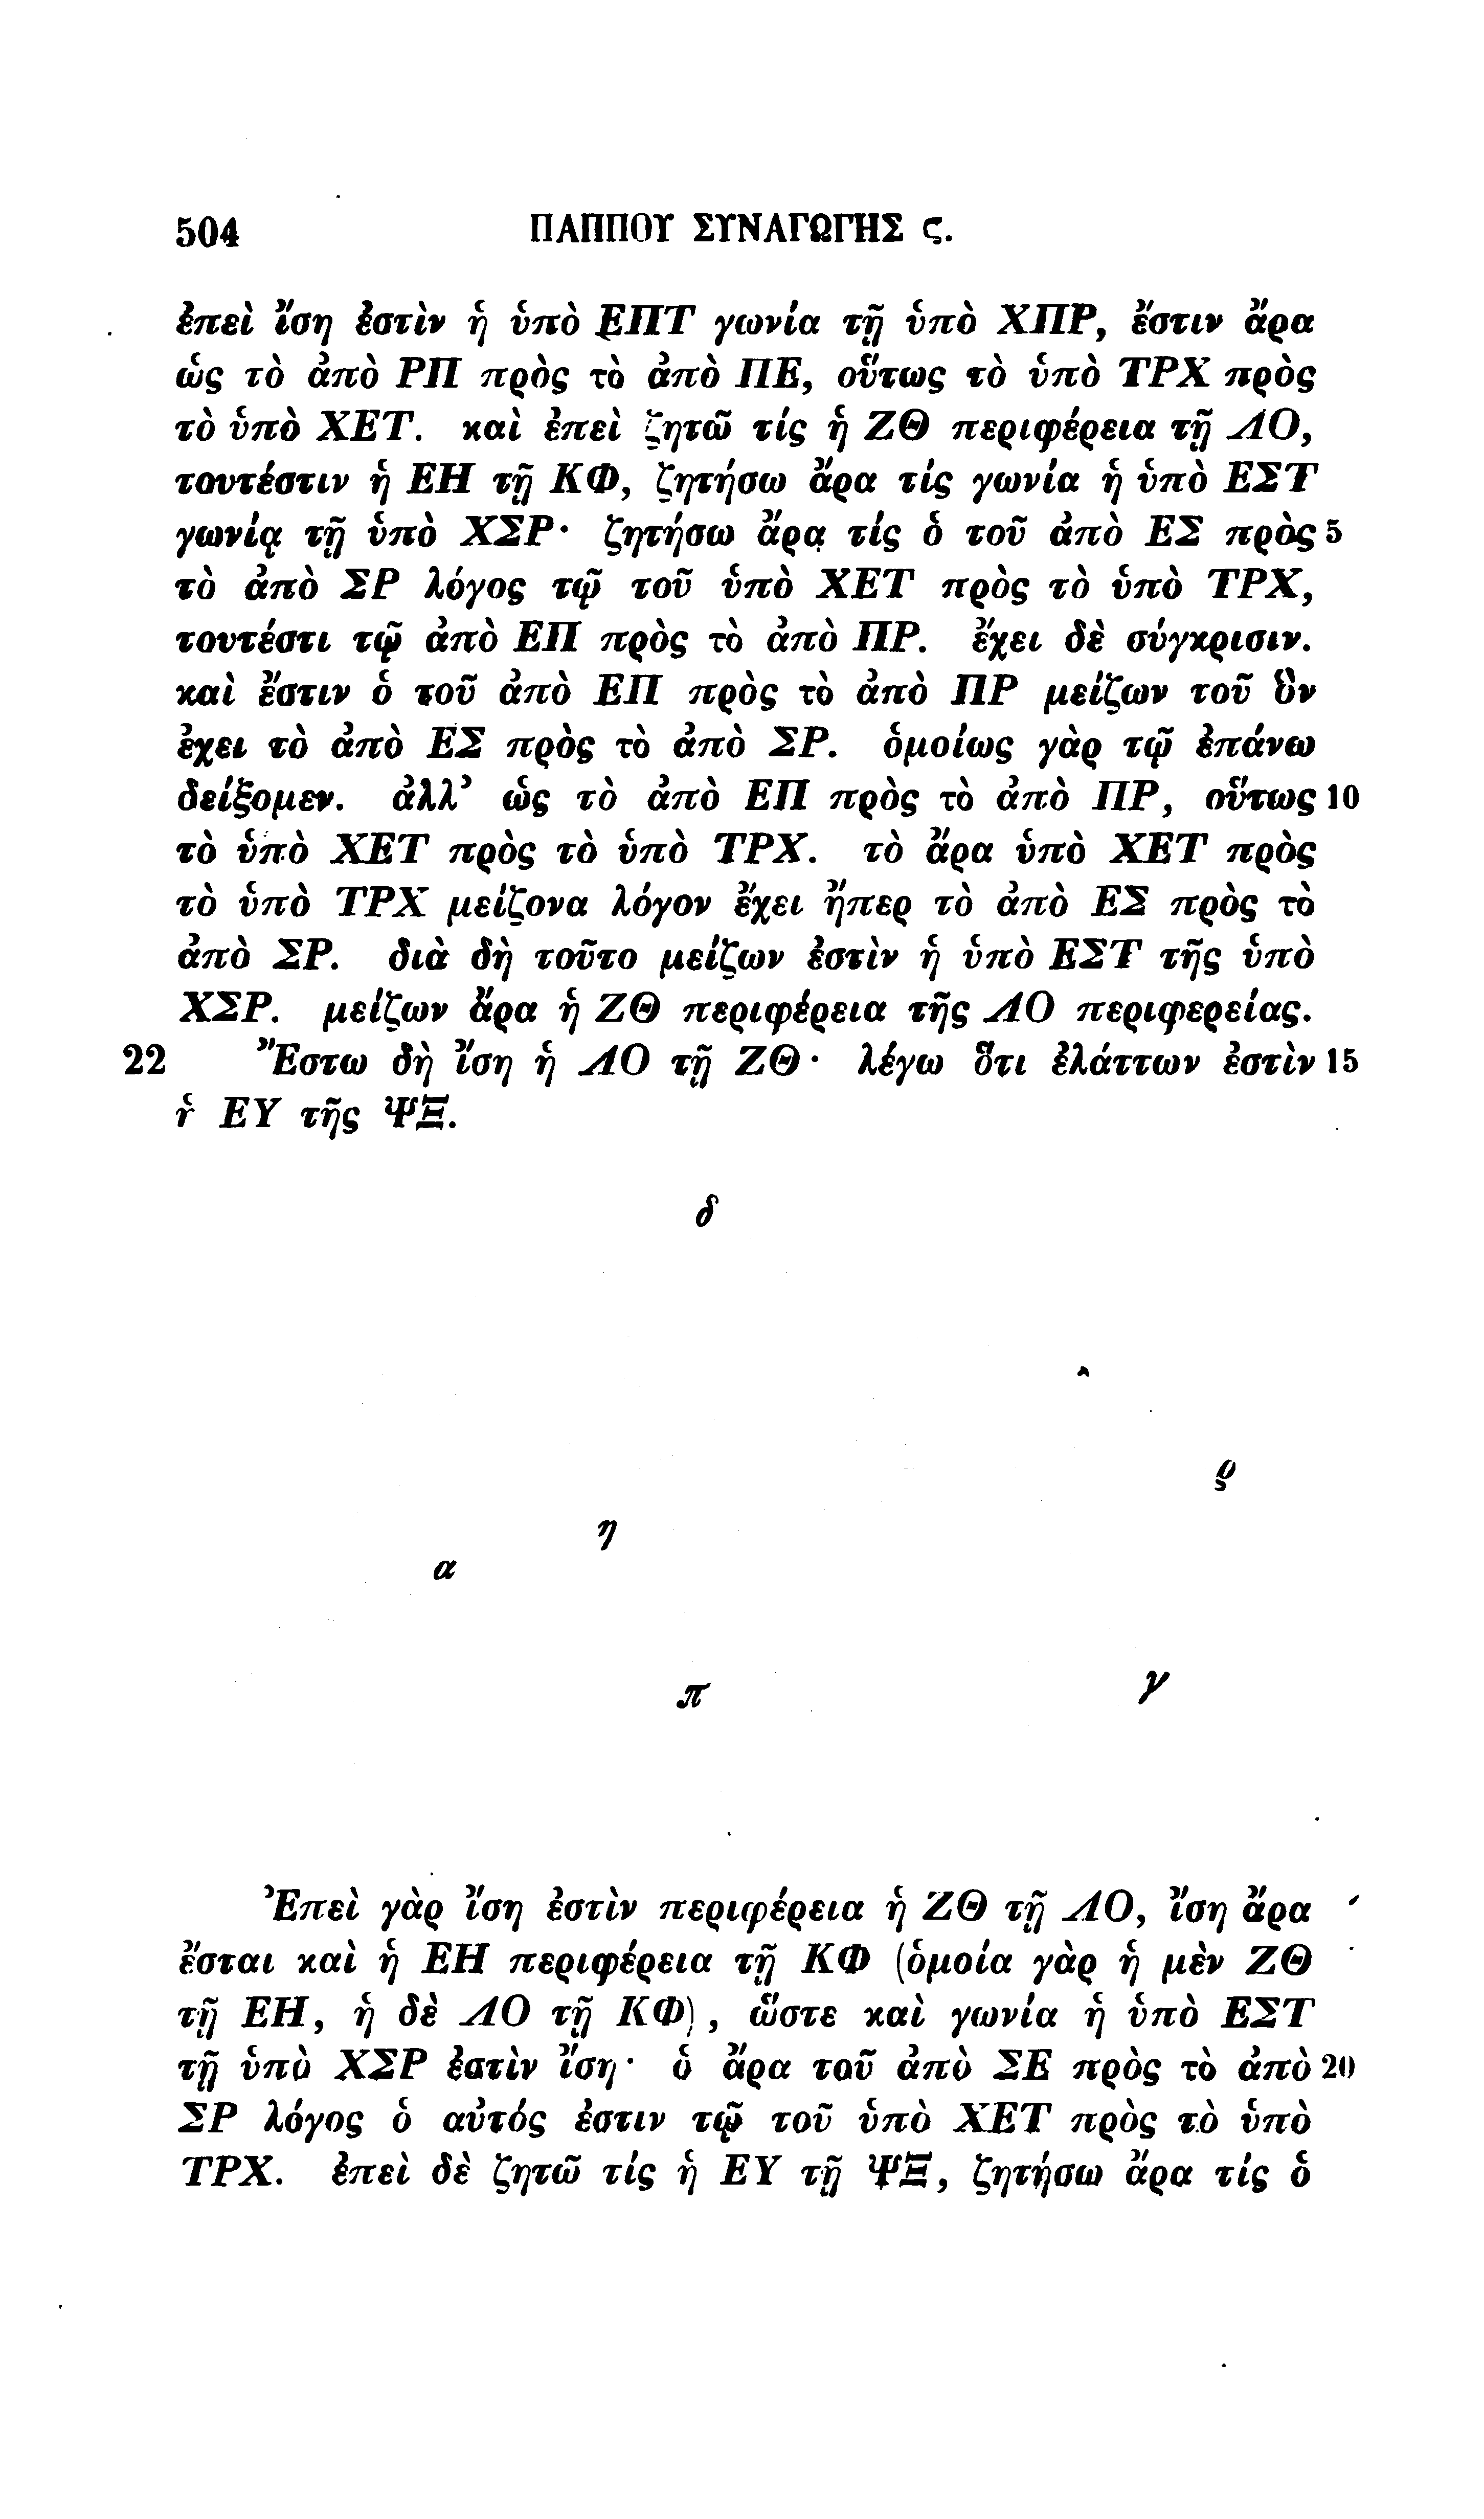 504 ΠΑΠΠΟΥ ΣΥΝΑΓΩΓΗΣ ϛ.
ἐπεὶ ἴση ἐστὶν ἡ ὑπὸ ΕΠΤ γωνία τῇ ὑπὸ ΧΠΡ, ἔστιν ἄρα
ὡς τὸ ἀπὸ ΡΠ πρὸς τὸ ἀπὸ ΠΕ, οὕτως τὸ ὑπὸ ΤΡΧ πρὸς
τὸ ὑπὸ ΧΕΤ. καὶ ἐπεὶ ζητῶ τίς ἡ ΖΘ περιφέρεια τῇ ΛΟ,
τουτέστιν ἡ ΕΗ τῇ ΚΦ, ζητήσω ἄρα τίς γωνία ἡ ὑπὸ ΕΣΤ
γωνίᾳ τῇ ὑπὸ ΧΣΡ· ζητήσω ἄρα τίς ὁ τοῦ ἀπὸ ΕΣ πρὸς 5
τὸ ἀπὸ ΣΡ λόγος τῷ τοῦ ὑπὸ ΧΕΤ πρὸς τὸ ὑπὸ ΤΡΧ,
τουτέστι τῷ ἀπὸ ΕΠ πρὸς τὸ ἀπὸ ΠΡ. ἔχει δὲ σύγκρισιν.
καὶ ἔστιν ὁ τοῦ ἀπὸ ΕΠ πρὸς τὸ ἀπὸ ΠΡ μείζων τοῦ ὃν
ἔχει τὸ ἀπὸ ΕΣ πρὸς τὸ ἀπὸ ΣΡ. ὁμοίως γὰρ τῷ ἐπάνω
δείξομεν. ἀλλ’ ὡς τὸ ἀπὸ ΕΠ πρὸς τὸ ἀπὸ ΠΡ, οὕτως 10
τὸ ὑπὸ ΧΕΤ πρὸς τὸ ὑπὸ ΤΡΧ. τὸ ἄρα ὑπὸ ΧΕΤ πρὸς
τὸ ὑπὸ ΤΡΧ μείζονα λόγον ἔχει ἤπερ τὸ ἀπὸ ΕΣ πρὸς τὸ
ἀπὸ ΣΡ. διὰ δὴ τοῦτο μείζων ἐστὶν ἡ ὑπὸ ΕΣΤ τῆς ὑπὸ
ΧΣΡ. μείζων ἄρα ἡ ΖΘ περιφέρεια τῆς ΛΟ περιφερείας.
22 Ἔστω δὴ ἴση ἡ ΛΟ τῇ ΖΘ· λέγω ὅτι ἐλάττων ἐστὶν 15
ἡ ΕΥ τῆς ΨΞ.
δ
ρ
η
α
π
γ
Ἐπεὶ γὰρ ἴση ἐστὶν περιφέρεια ἡ ΖΘ τῇ ΛΟ, ἴση ἄρα
ἔσται καὶ ἡ ΕΗ περιφέρεια τῇ ΚΦ (ὁμοία γὰρ ἡ μὲν ΖΘ
τῇ ΕΗ, ἡ δὲ ΛΟ τῇ ΚΦ), ὥστε καὶ γωνία ἡ ὑπὸ ΕΣΤ
τῇ ὑπὸ ΧΣΡ ἐστὶν ἴση· ὁ ἄρα τοῦ ἀπὸ ΣΕ πρὸς τὸ ἀπὸ 20
ΣΡ λόγος ὁ αὐτός ἐστιν τῷ τοῦ ὑπὸ ΧΕΤ πρὸς τὸ ὑπὸ
ΤΡΧ. ἐπεὶ δὲ ζητῶ τίς ἡ ΕΥ τῇ ΨΞ, ζητήσω ἄρα τίς ὁ